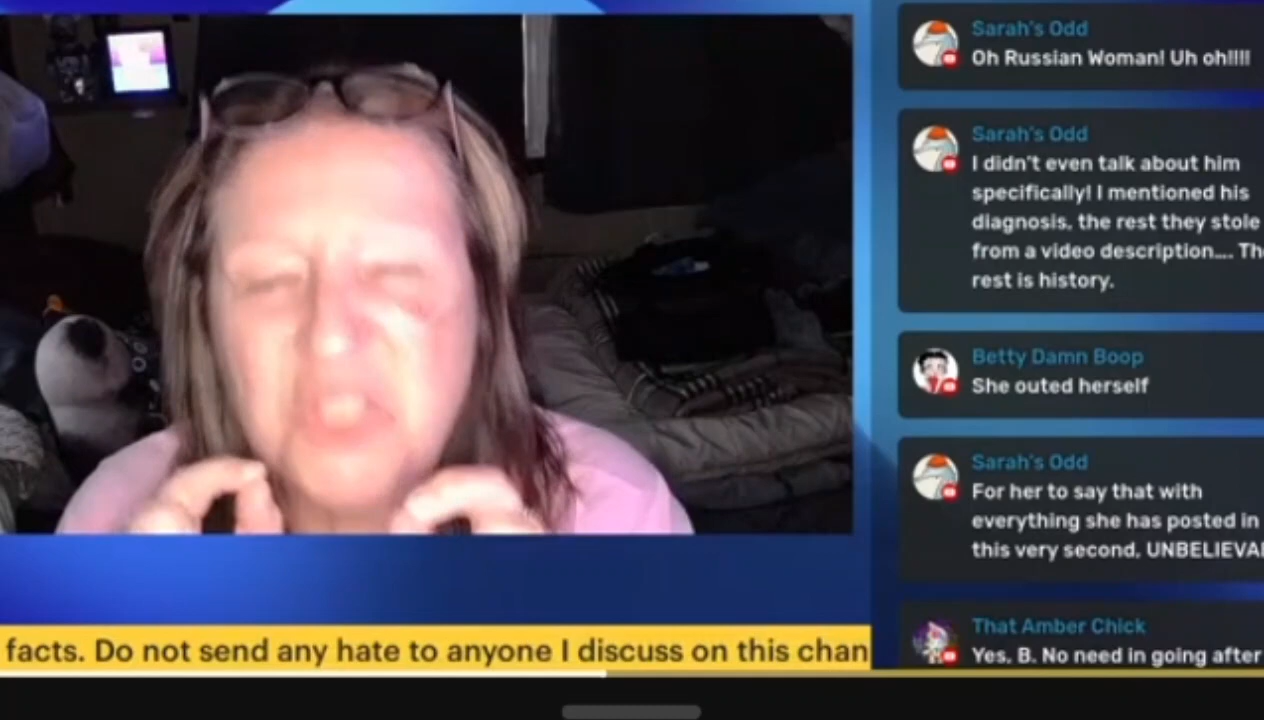 Sarah's Odd
Oh Russian Woman! Uh oh!!!!
Sarah's Odd
I didn't even talk about him
specifically! I mentioned his
diagnosis, the rest they stole
from a video description....
rest is history.
Betty Damn Boop
She outed herself
Sarah's Odd
For her to say that with
everything she has posted in
this very second,
That Amber Chick
Yes, B. No need in going after
facts. Do not send any hate to anyone I discuss on this